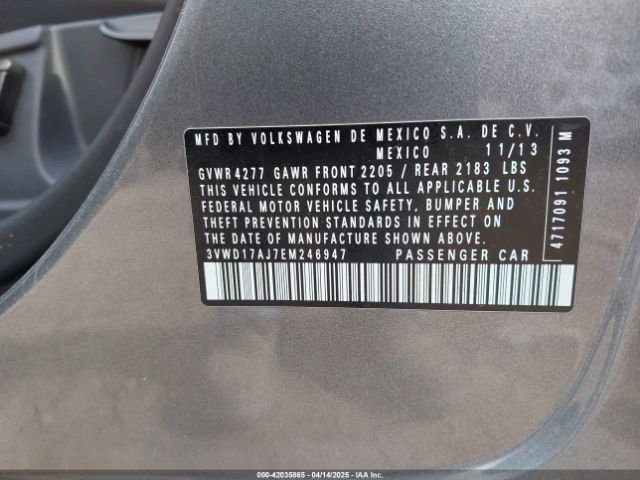 MFD BY VOLKSWAGEN DE MEXICO S.A. DE C.V.
MEXICO 11/13
GVWR 4277 GAWR FRONT 2205 / REAR 2183 LBS
THIS VEHICLE CONFORMS TO ALL APPLICABLE U.S.
FEDERAL MOTOR VEHICLE SAFETY, BUMPER AND
THEFT PREVENTION STANDARDS IN EFFECT ON
THE DATE OF MANUFACTURE SHOWN ABOVE.
3VWD17AJ7EM246947 PASSENGER CAR
4717091 1093 M
000-42035865 - 04/14/2025 - IAAI, INC.